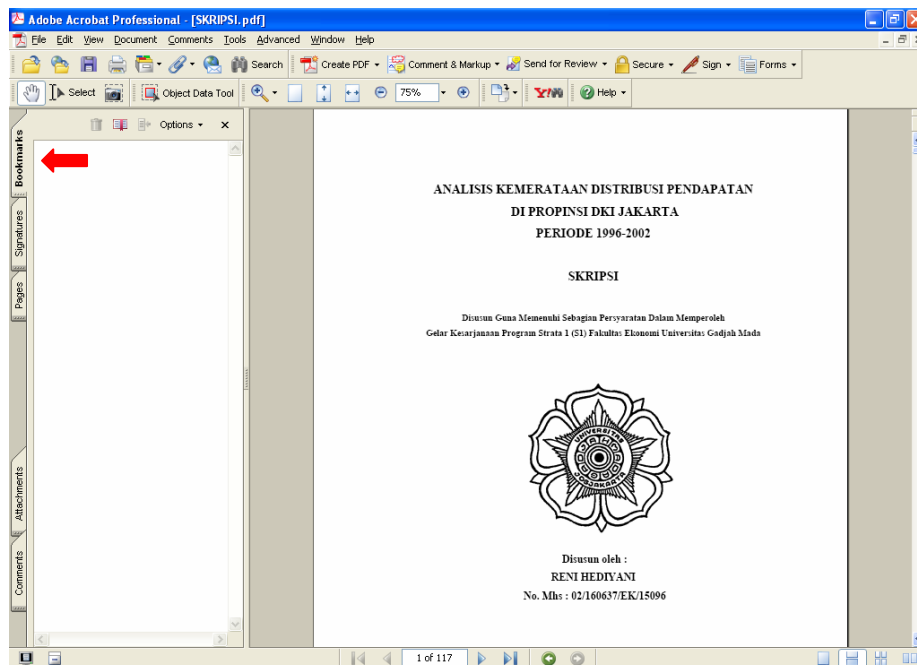 Adobe Acrobat Professional - [SKRIPSI.pdf]
File Edit View Document Comments Tools Advanced Window Help
Search Create PDF Comment & Markup Send for Review Secure Sign Forms
Select Object Data Tool 75% Y! Help
Options
Bookmarks
Signatures
Pages
Attachments
Comments
ANALISIS KEMERATAAN DISTRIBUSI PENDAPATAN
DI PROPINSI DKI JAKARTA
PERIODE 1996-2002
SKRIPSI
Disusun Guna Memenuhi Sebagian Persyaratan Dalam Memperoleh
Gelar Kesarjanaan Program Strata 1 (S1) Fakultas Ekonomi Universitas Gadjah Mada
UNIVERSITAS
Disusun oleh :
RENI HEDIYANI
No. Mhs : 02/160637/EK/15096
1 of 117